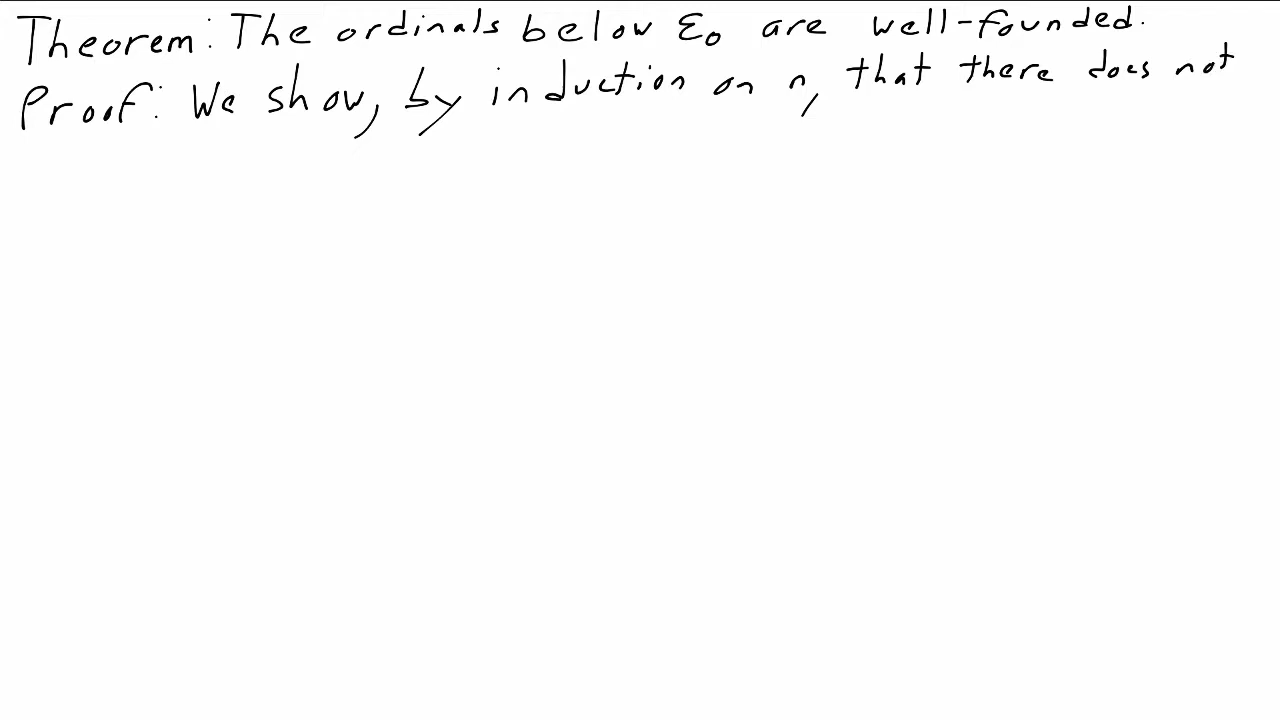 Theorem: The ordinals below ε₀ are well-founded.
Proof: We show, by induction on n, that there does not